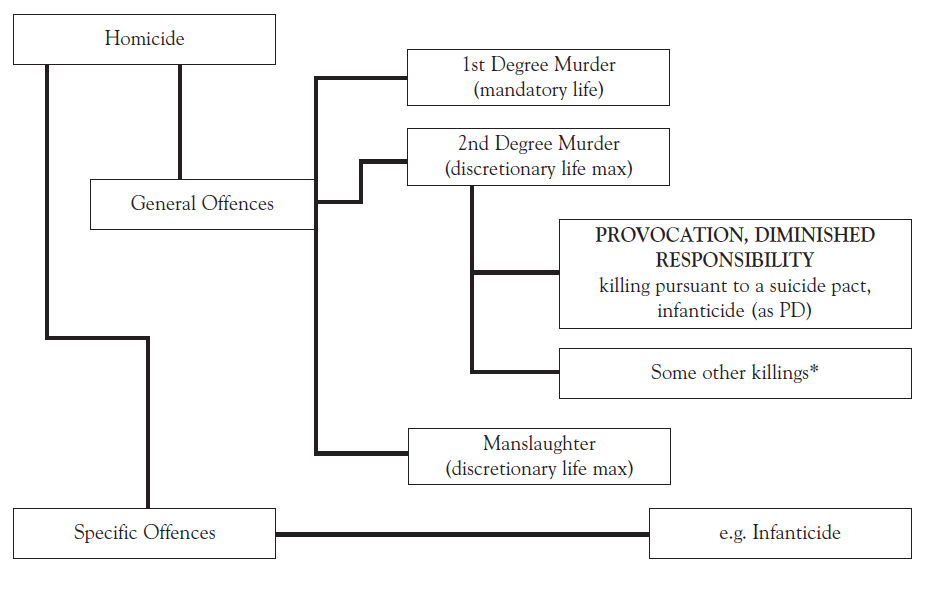 Homicide
1st Degree Murder
(mandatory life)
2nd Degree Murder
(discretionary life max)
General Offences
PROVOCATION, DIMINISHED
RESPONSIBILITY
killing pursuant to a suicide pact,
infanticide (as PD)
Some other killings*
Manslaughter
(discretionary life max)
Specific Offences
e.g. Infanticide